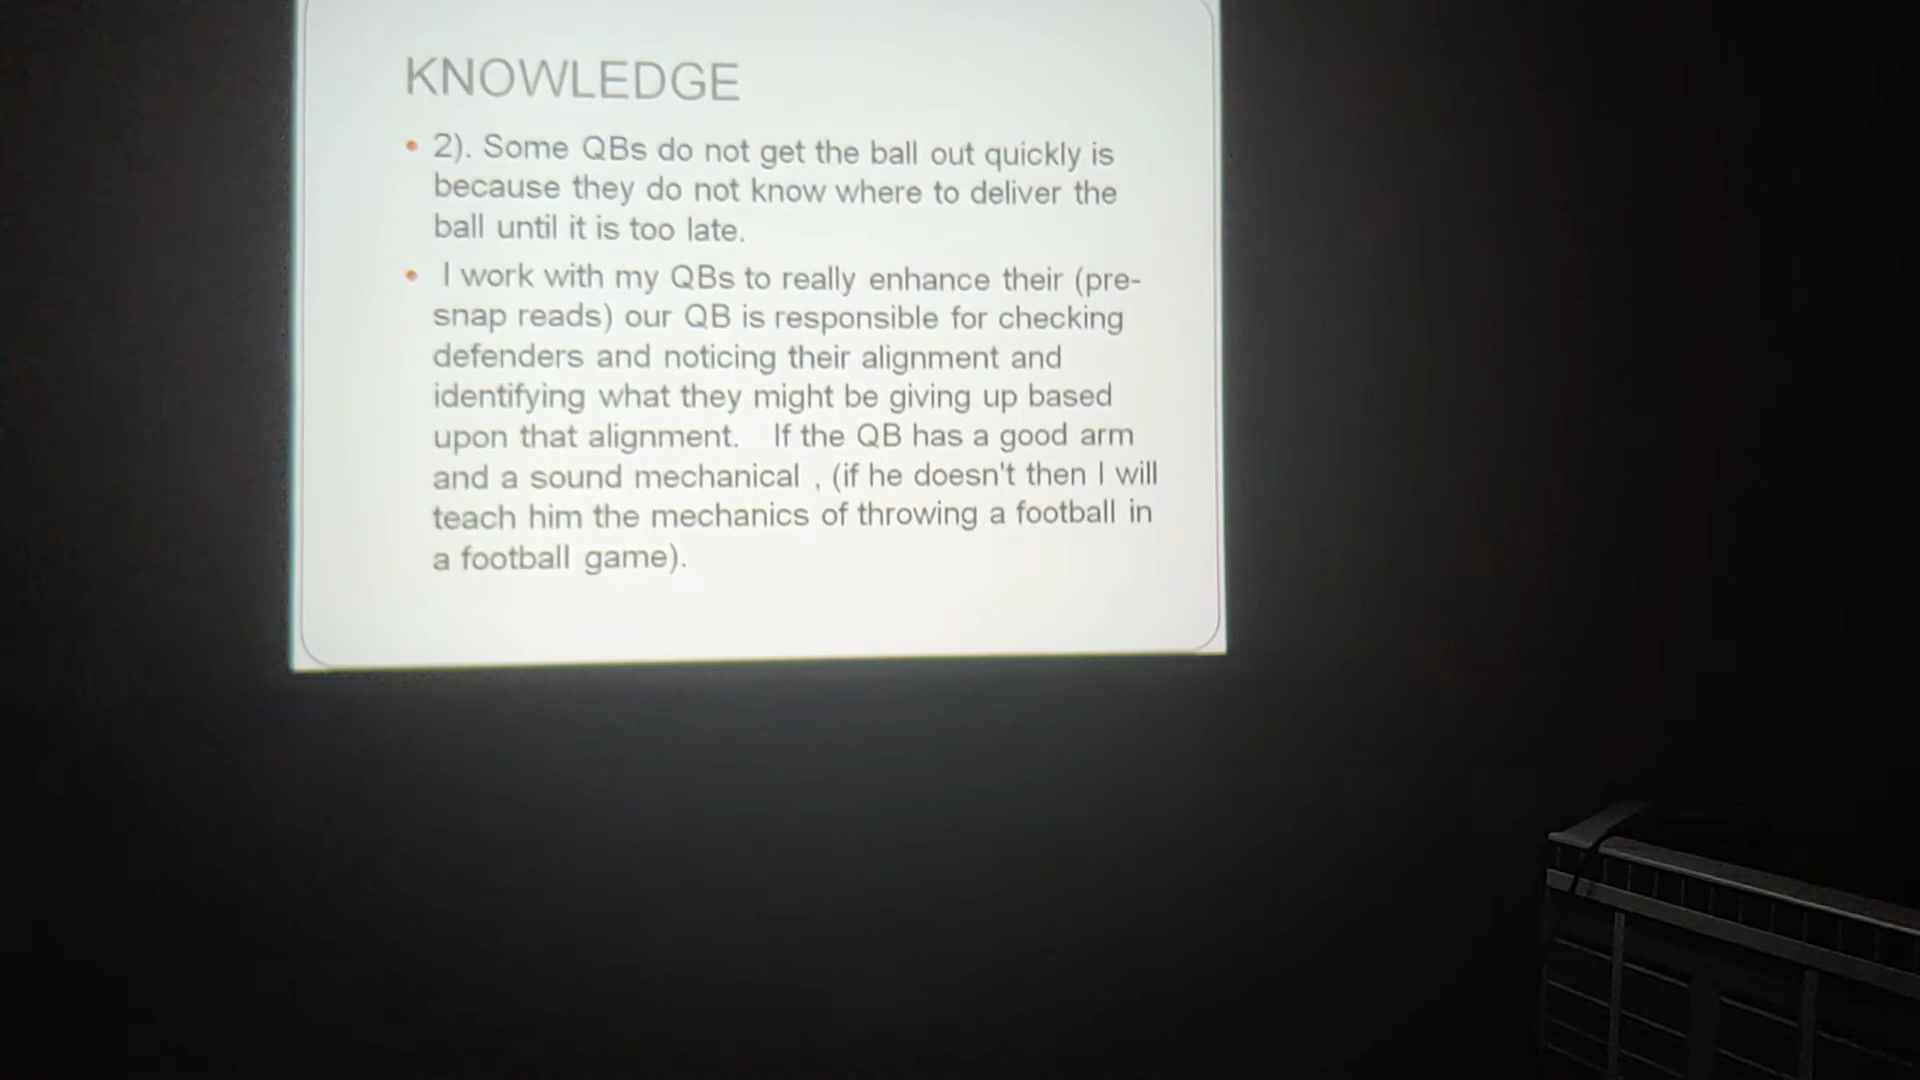 KNOWLEDGE
• 2). Some QBs do not get the ball out quickly is
because they do not know where to deliver the
ball until it is too late.
• I work with my QBs to really enhance their (pre-
snap reads) our QB is responsible for checking
defenders and noticing their alignment and
identifying what they might be giving up based
upon that alignment. If the QB has a good arm
and a sound mechanical , (if he doesn't then I will
teach him the mechanics of throwing a football in
a football game).